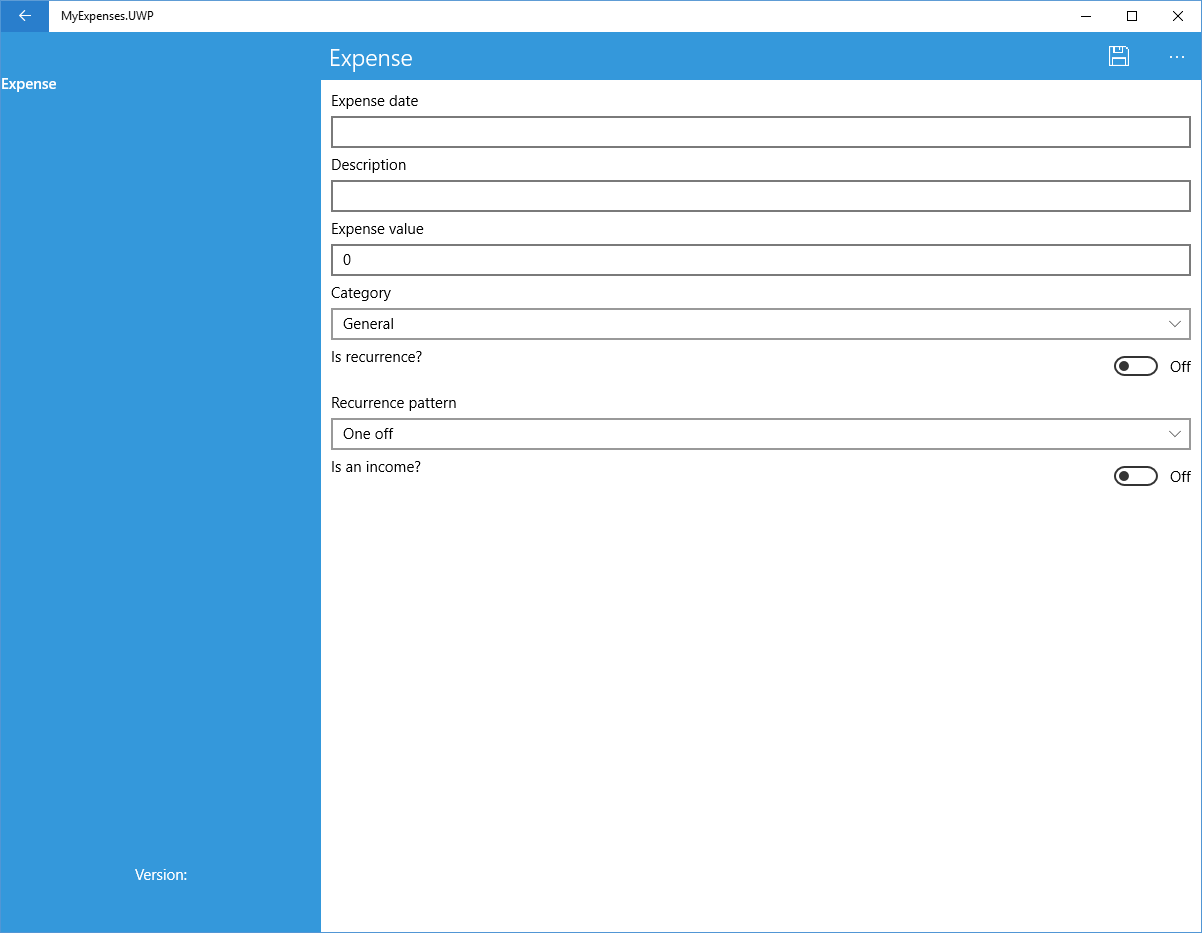 MyExpenses.UWP
Expense
Expense
Expense date
Description
Expense value
0
Category
General
Is recurrence?
Off
Recurrence pattern
One off
Is an income?
Off
Version: